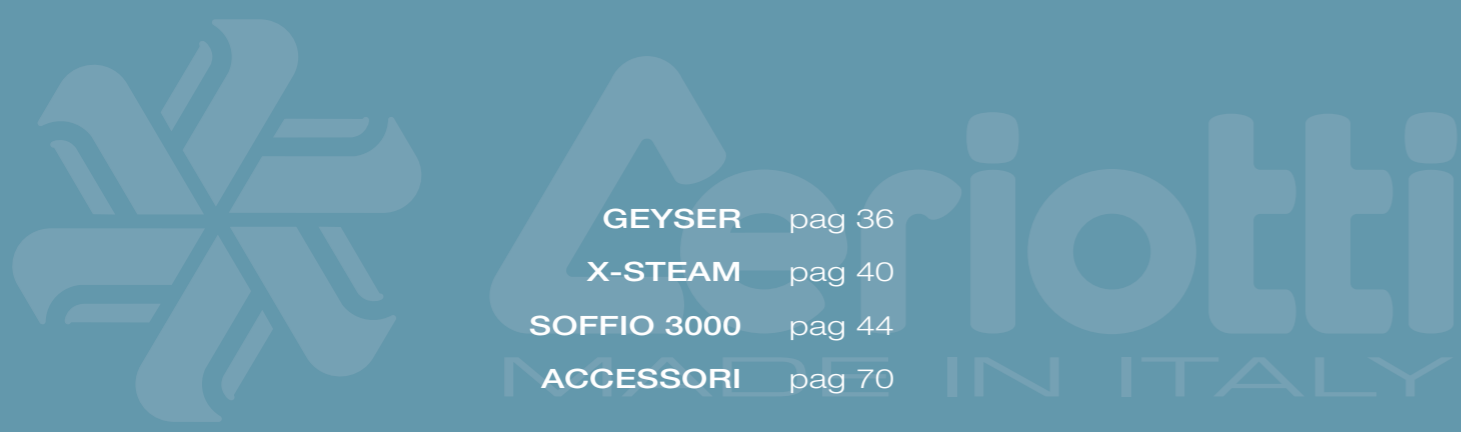 GEYSER pag 36
X-STEAM pag 40
SOFFIO 3000 pag 44
ACCESSORI pag 70
Ceriotti
MADE IN ITALY